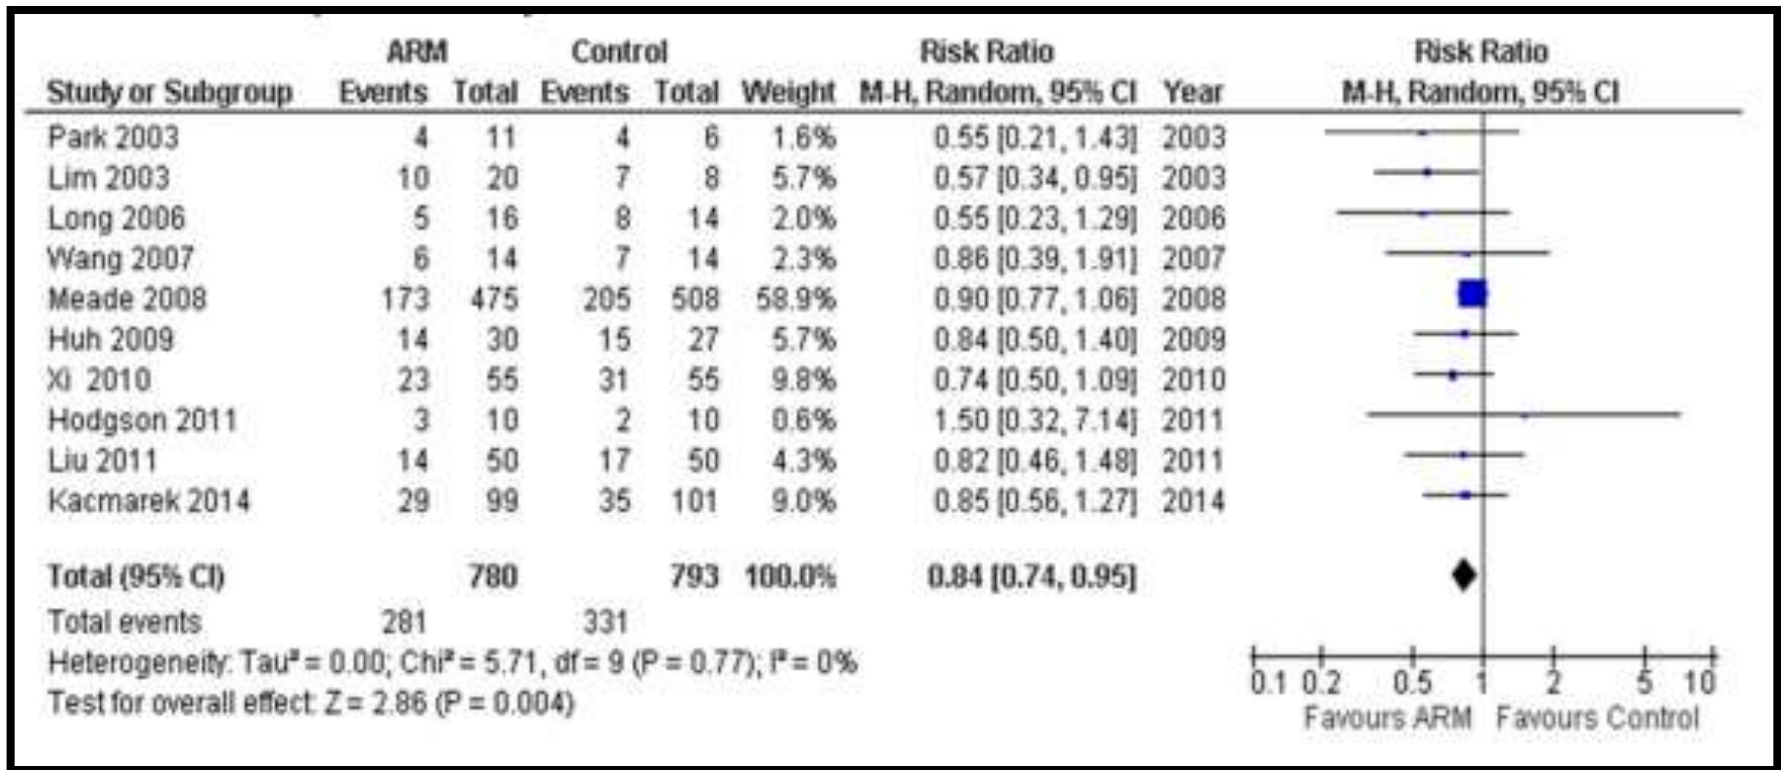 ARM Control Risk Ratio Risk Ratio
Study or Subgroup Events Total Events Total Weight M-H, Random, 95% CI Year M-H, Random, 95% CI
Park 2003 4 11 4 6 1.6% 0.55 [0.21, 1.43] 2003
Lim 2003 10 20 7 8 5.7% 0.57 [0.34, 0.95] 2003
Long 2006 5 16 8 14 2.0% 0.55 [0.23, 1.29] 2006
Wang 2007 6 14 7 14 2.3% 0.86 [0.39, 1.91] 2007
Meade 2008 173 475 205 508 58.9% 0.90 [0.77, 1.06] 2008
Huh 2009 14 30 15 27 5.7% 0.84 [0.50, 1.40] 2009
Xi 2010 23 55 31 55 9.8% 0.74 [0.50, 1.09] 2010
Hodgson 2011 3 10 2 10 0.6% 1.50 [0.32, 7.14] 2011
Liu 2011 14 50 17 50 4.3% 0.82 [0.46, 1.48] 2011
Kacmarek 2014 29 99 35 101 9.0% 0.85 [0.56, 1.27] 2014
Total (95% CI) 780 793 100.0% 0.84 [0.74, 0.95]
Total events 281 331
Heterogeneity: Tau² = 0.00; Chi² = 5.71, df = 9 (P = 0.77); I² = 0%
Test for overall effect: Z = 2.86 (P = 0.004)
0.1 0.2 0.5 1 2 5 10
Favours ARM Favours Control